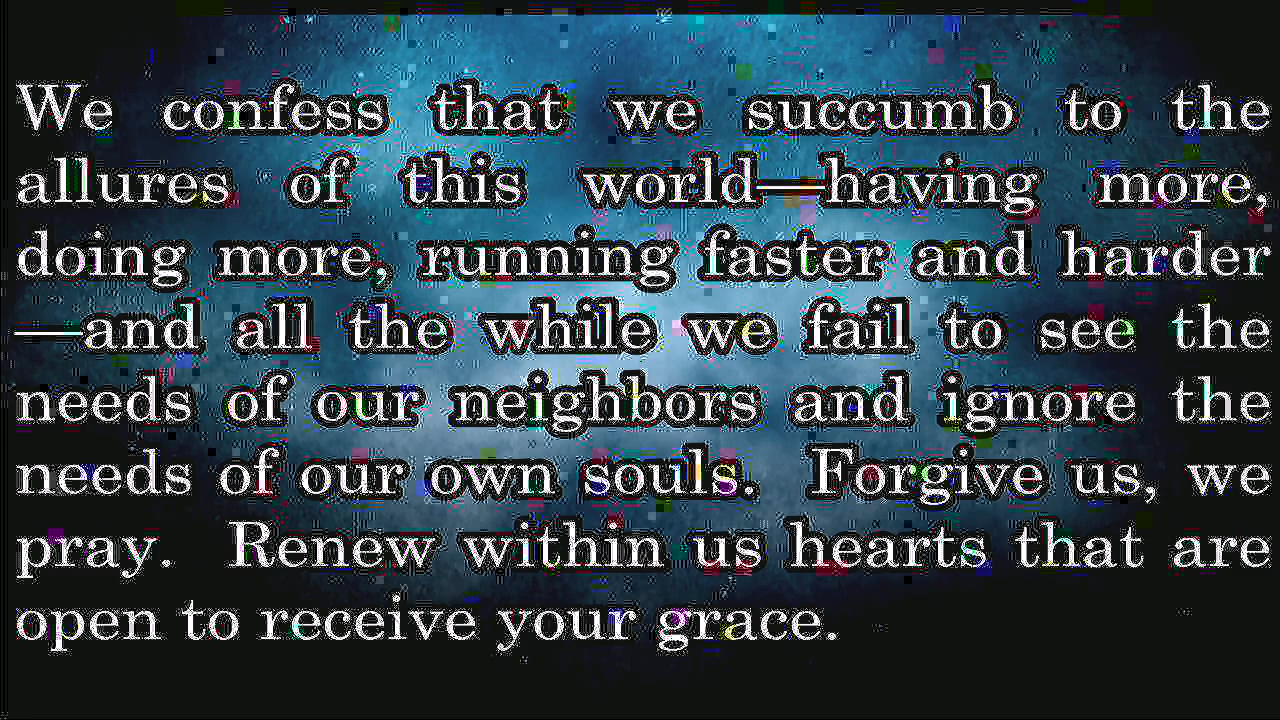 We confess that we succumb to the
allures of this world—having more,
doing more, running faster and harder
—and all the while we fail to see the
needs of our neighbors and ignore the
needs of our own souls.  Forgive us, we
pray.  Renew within us hearts that are
open to receive your grace.